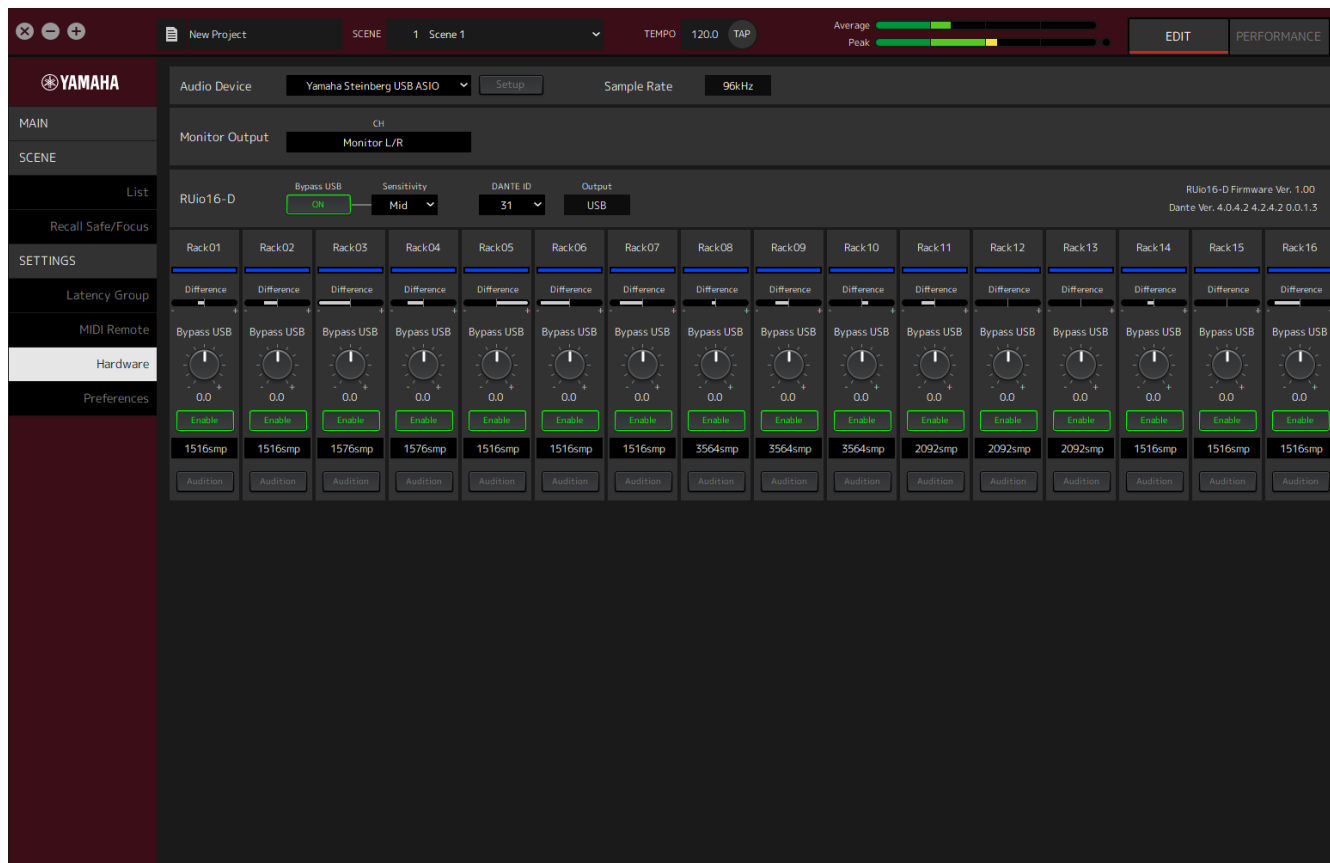 New Project SCENE 1 Scene 1 TEMPO 120.0 TAP Average Peak EDIT PERFORMANCE
YAMAHA
MAIN
SCENE
List
Recall Safe/Focus
SETTINGS
Latency Group
MIDI Remote
Hardware
Preferences
Audio Device Yamaha Steinberg USB ASIO Setup Sample Rate 96kHz
CH
Monitor Output Monitor L/R
Bypass USB Sensitivity DANTE ID Output
RUio16-D ON Mid 31 USB
RUio16-D Firmware Ver. 1.00
Dante Ver. 4.0.4.2 4.2.4.2 0.0.1.3
Rack01 Rack02 Rack03 Rack04 Rack05 Rack06 Rack07 Rack08 Rack09 Rack10 Rack11 Rack12 Rack13 Rack14 Rack15 Rack16
Difference Difference Difference Difference Difference Difference Difference Difference Difference Difference Difference Difference Difference Difference Difference Difference
- + - + - + - + - + - + - + - + - + - + - + - + - + - + - + -
Bypass USB Bypass USB Bypass USB Bypass USB Bypass USB Bypass USB Bypass USB Bypass USB Bypass USB Bypass USB Bypass USB Bypass USB Bypass USB Bypass USB Bypass USB Bypass USB
- + - + - + - + - + - + - + - + - + - + - + - + - + - + - + - +
0.0 0.0 0.0 0.0 0.0 0.0 0.0 0.0 0.0 0.0 0.0 0.0 0.0 0.0 0.0 0.0
Enable Enable Enable Enable Enable Enable Enable Enable Enable Enable Enable Enable Enable Enable Enable Enable
1516smp 1516smp 1576smp 1576smp 1516smp 1516smp 1516smp 3564smp 3564smp 3564smp 2092smp 2092smp 2092smp 1516smp 1516smp 1516smp
Audition Audition Audition Audition Audition Audition Audition Audition Audition Audition Audition Audition Audition Audition Audition Audition